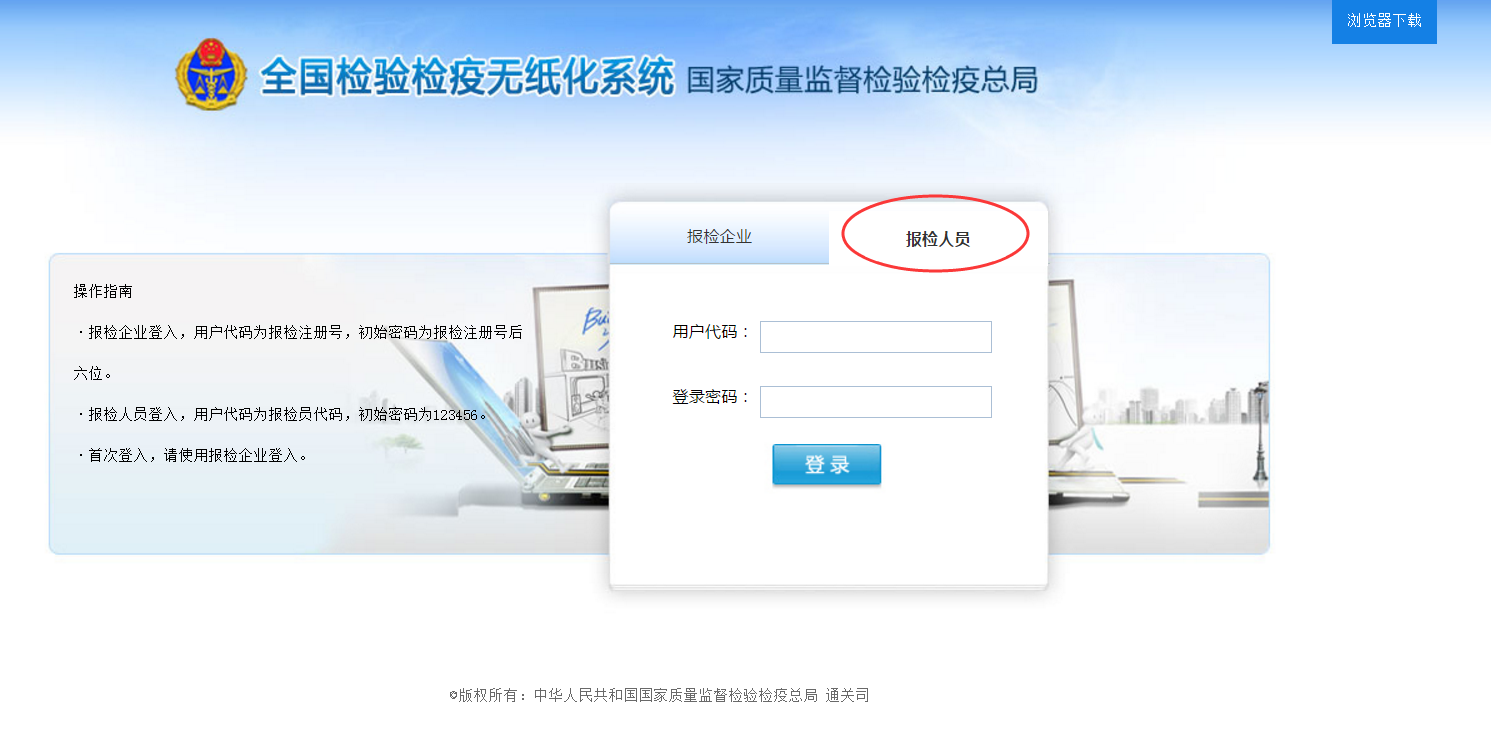 浏览器下载
全国检验检疫无纸化系统 国家质量监督检验检疫总局
报检企业
报检人员
操作指南
·报检企业登入，用户代码为报检注册号，初始密码为报检注册号后
六位。
·报检人员登入，用户代码为报检员代码，初始密码为123456。
·首次登入，请使用报检企业登入。
用户代码：
登录密码：
登 录
©版权所有：中华人民共和国国家质量监督检验检疫总局 通关司